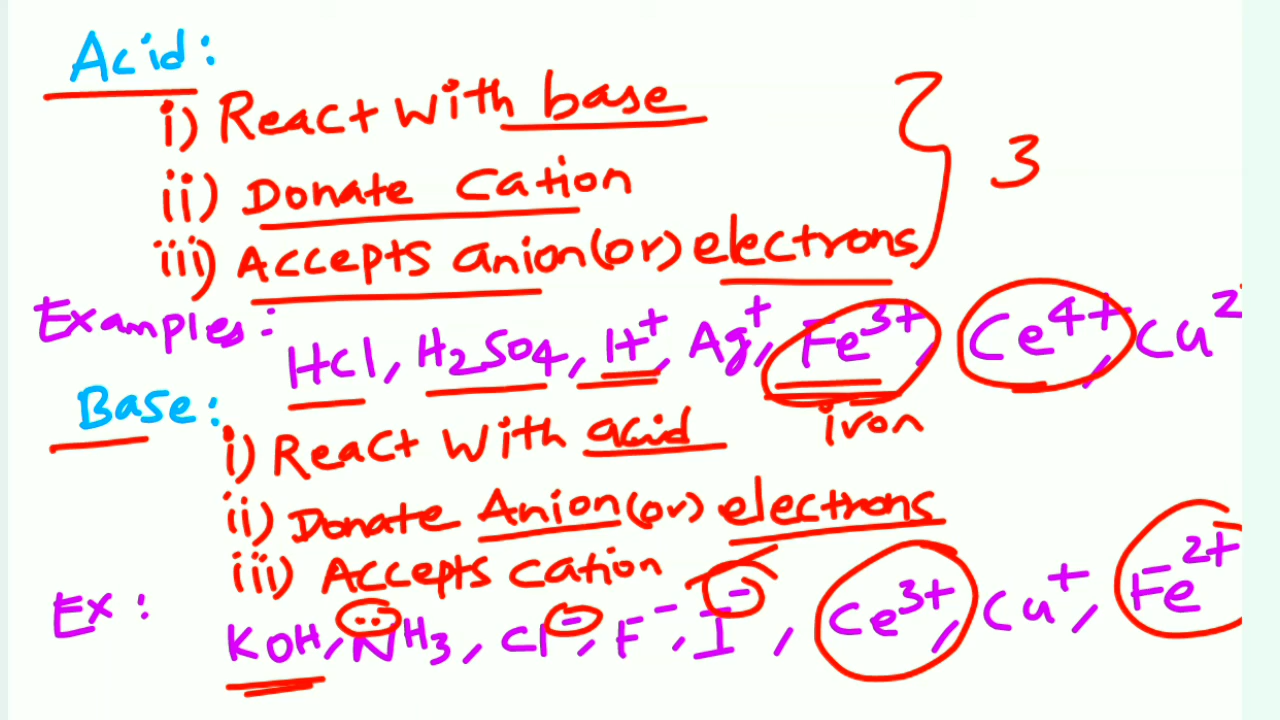 Acid:
i) React with base
ii) Donate Cation
iii) Accepts anion(or) electrons
3
Examples: HCl, H2SO4, H+, Ag+, Fe3+, Ce4+, Cu2
iron
Base:
i) React with acid
ii) Donate Anion(or) electrons
iii) Accepts cation
Ex: KOH, NH3, Cl-, F-, I-, Ce3+, Cu+, Fe2+